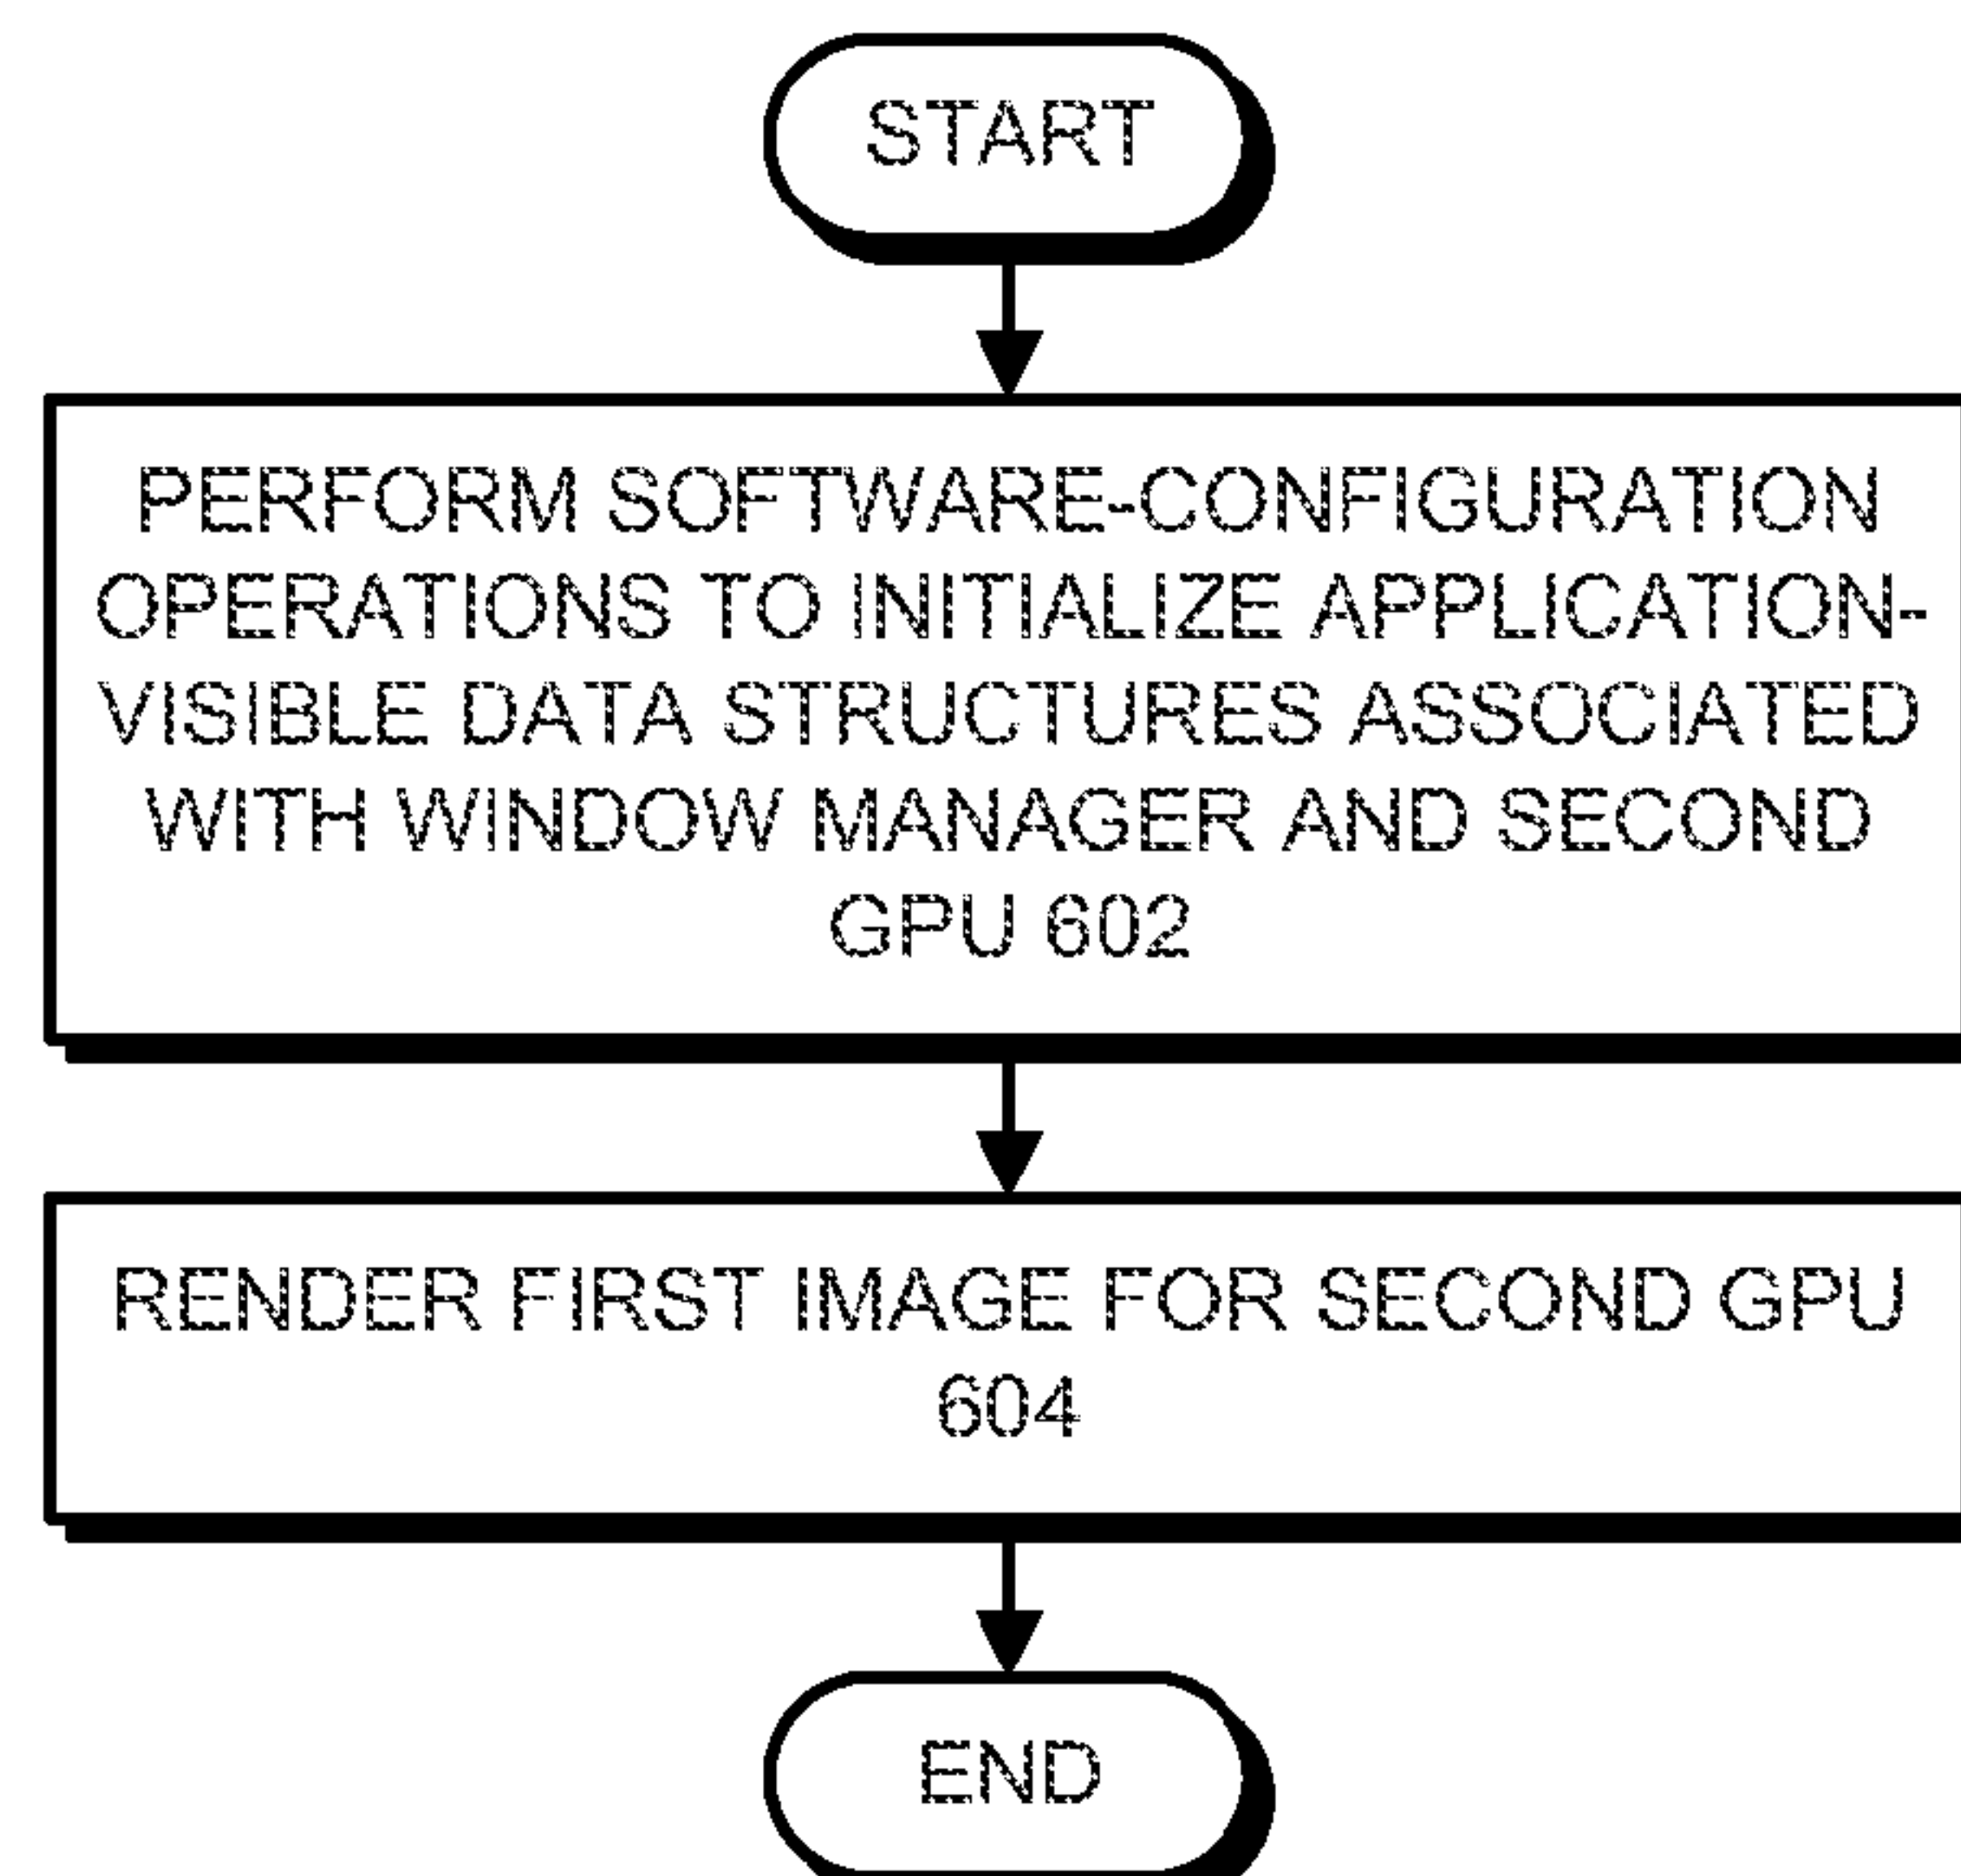 START
PERFORM SOFTWARE-CONFIGURATION
OPERATIONS TO INITIALIZE APPLICATION-
VISIBLE DATA STRUCTURES ASSOCIATED
WITH WINDOW MANAGER AND SECOND
GPU 602
RENDER FIRST IMAGE FOR SECOND GPU
604
END